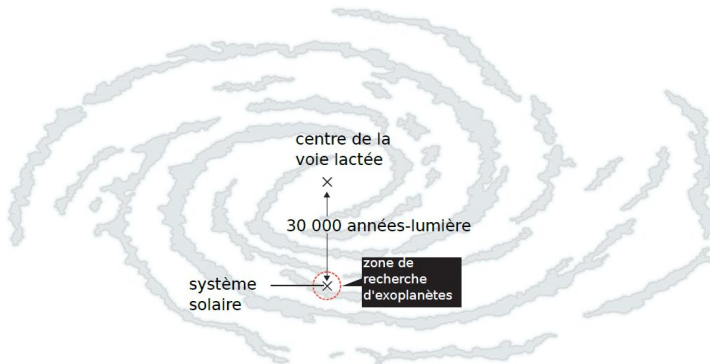 centre de la
voie lactée
30 000 années-lumière
zone de
recherche
d'exoplanètes
système
solaire